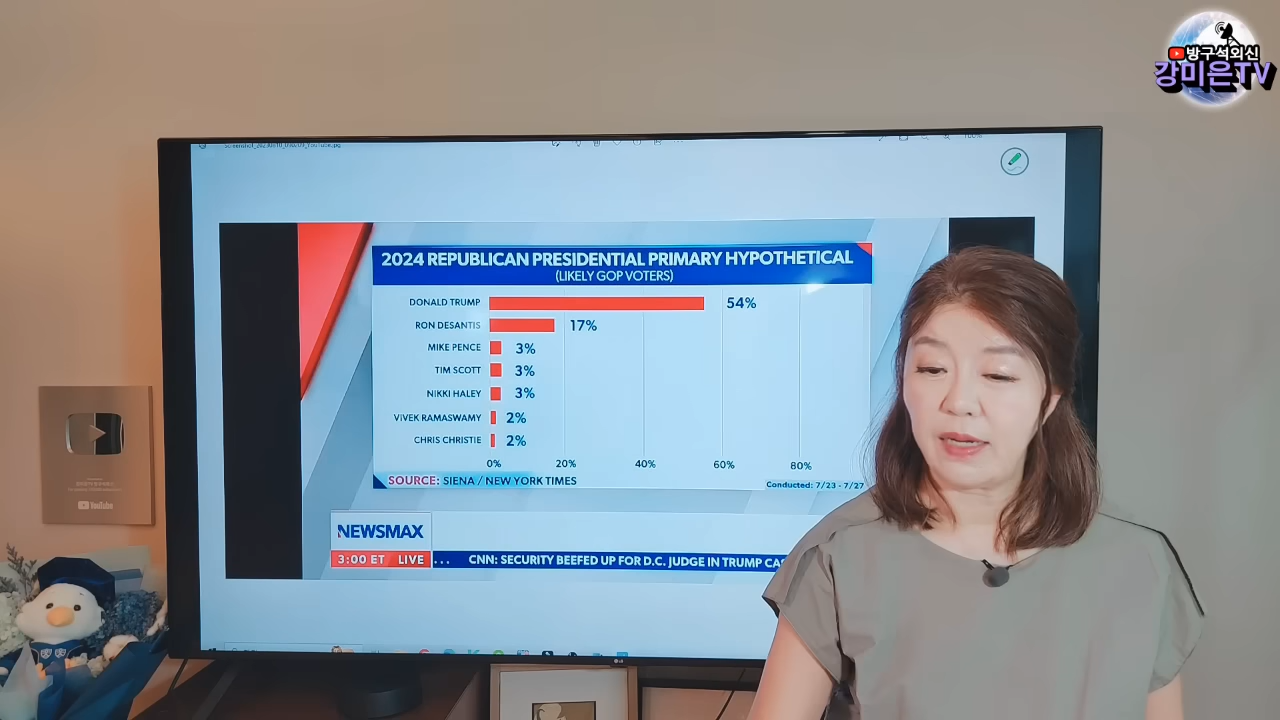 방구석외신
강미은TV
2024 REPUBLICAN PRESIDENTIAL PRIMARY HYPOTHETICAL
(LIKELY GOP VOTERS)
DONALD TRUMP 54%
RON DESANTIS 17%
MIKE PENCE 3%
TIM SCOTT 3%
NIKKI HALEY 3%
VIVEK RAMASWAMY 2%
CHRIS CHRISTIE 2%
0% 20% 40% 60% 80%
SOURCE: SIENA / NEW YORK TIMES
Conducted: 7/23 - 7/27
NEWSMAX
3:00 ET LIVE ... CNN: SECURITY BEEFED UP FOR D.C. JUDGE IN TRUMP
YouTube
LG